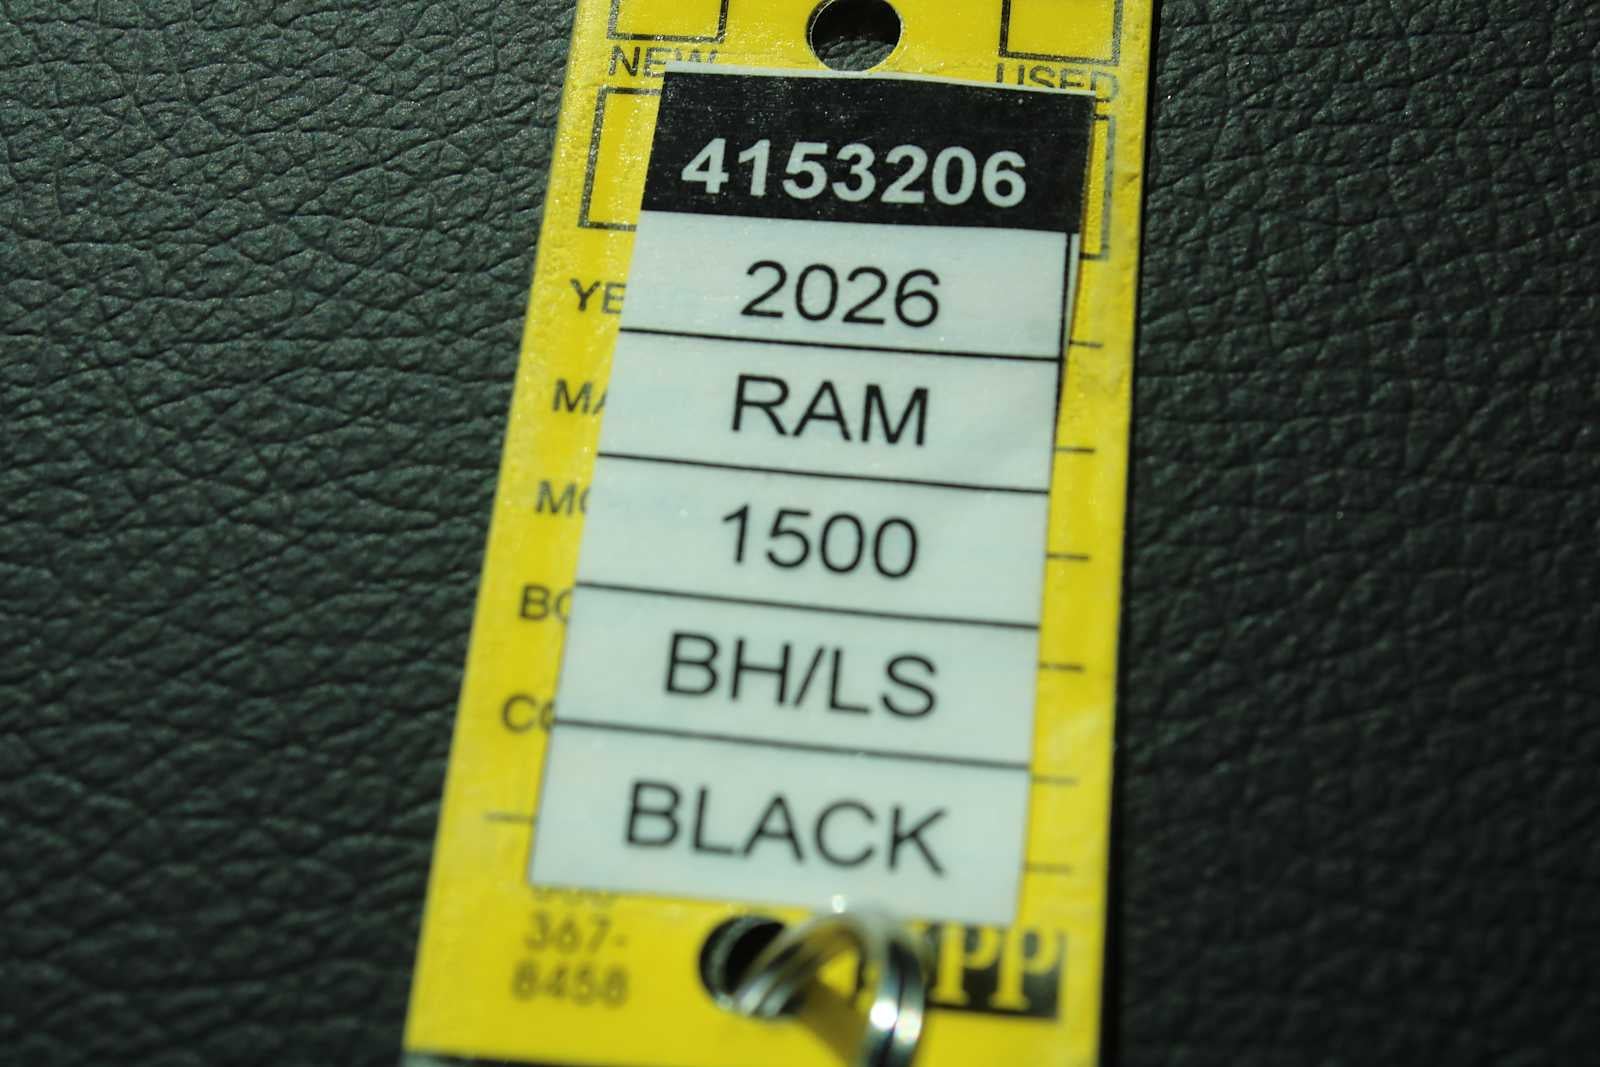 NEW USED
4153206
2026
RAM
1500
BH/LS
BLACK
367-
8458